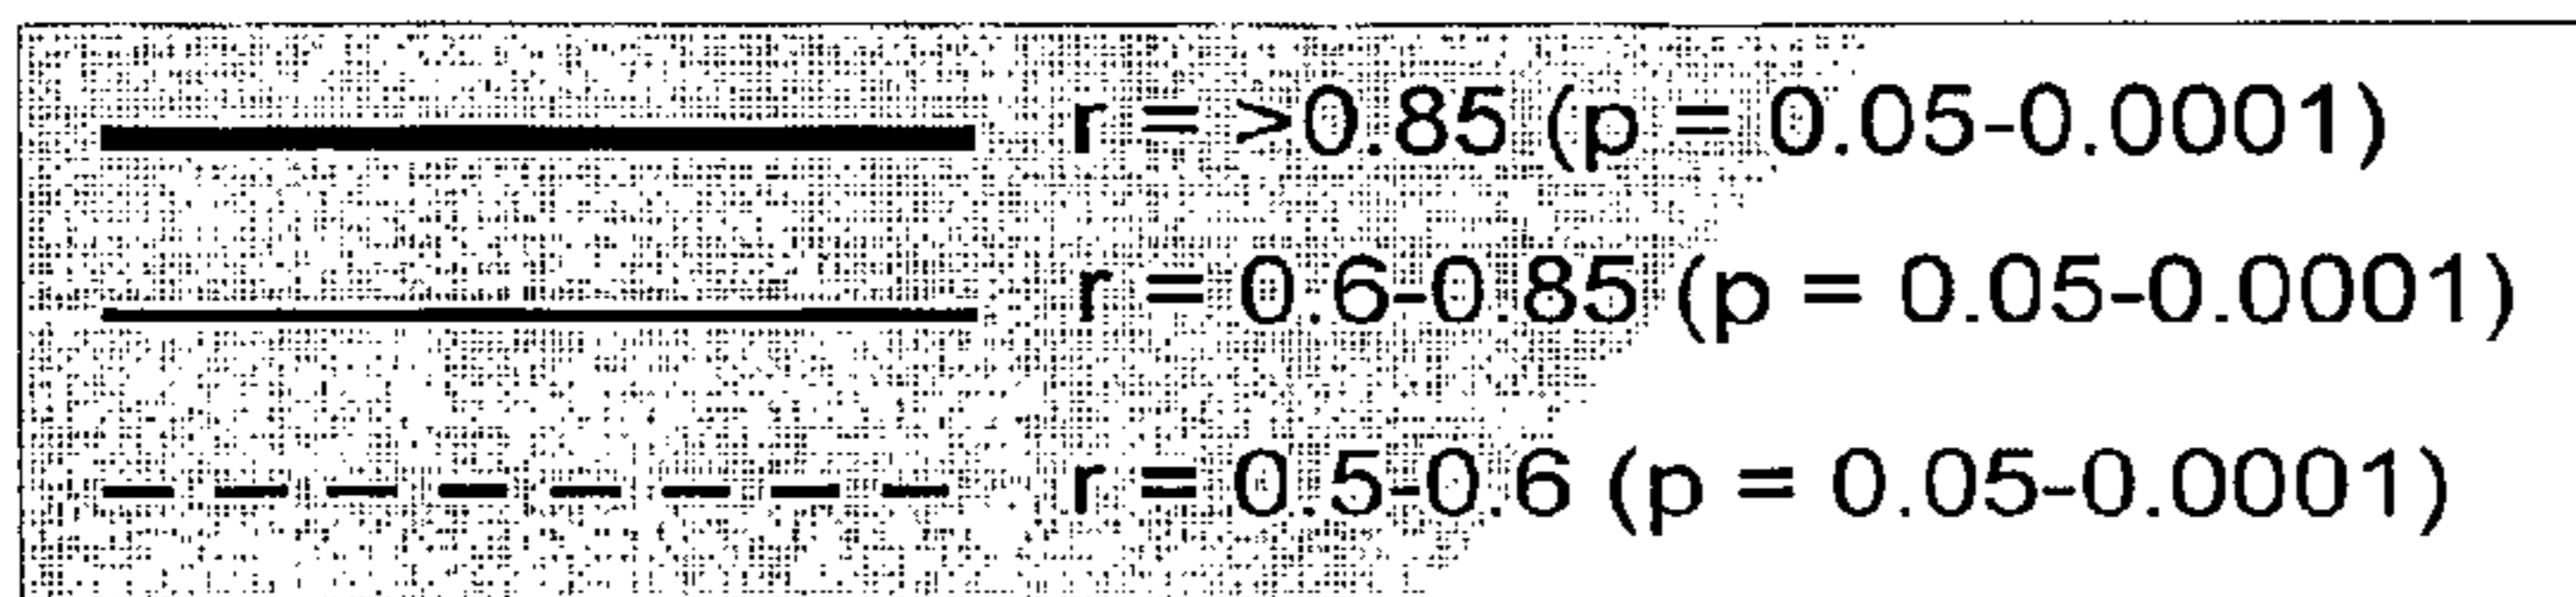 r = >0.85 (p = 0.05-0.0001)
r = 0.6-0.85 (p = 0.05-0.0001)
r = 0.5-0.6 (p = 0.05-0.0001)